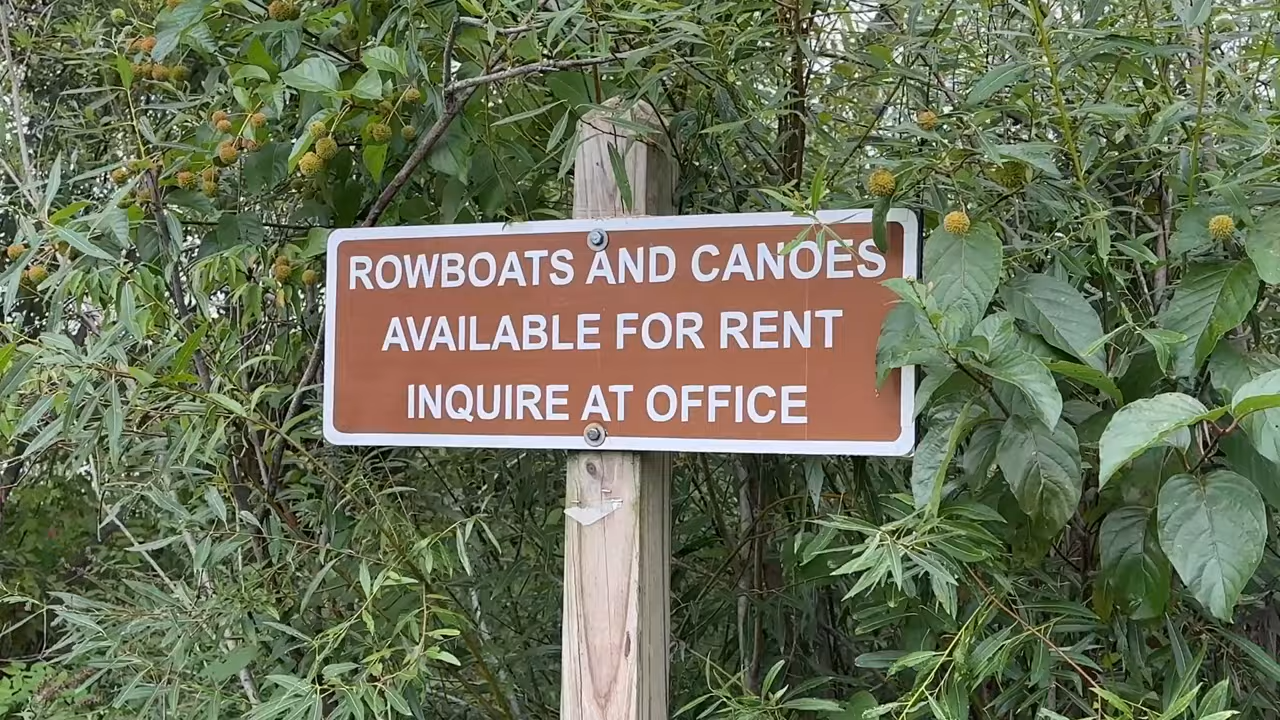 ROWBOATS AND CANOES
AVAILABLE FOR RENT
INQUIRE AT OFFICE